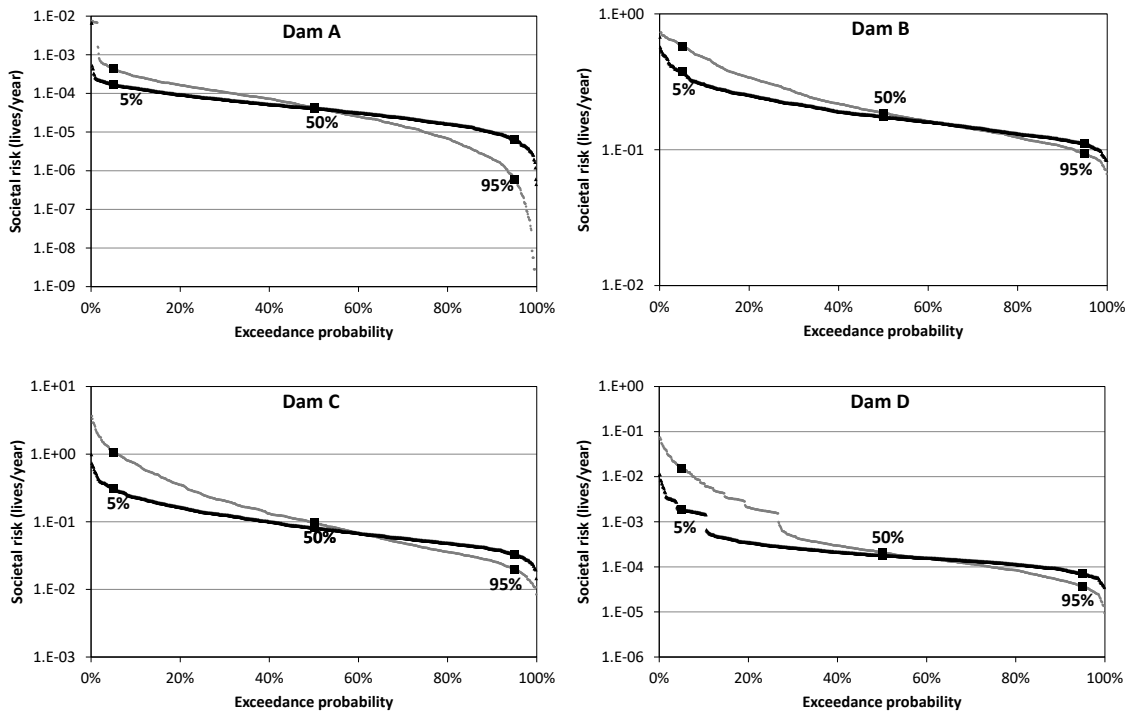 Dam A
Societal risk (lives/year)
1.E-02
1.E-03
1.E-04
1.E-05
1.E-06
1.E-07
1.E-08
1.E-09
5%
50%
95%
0% 20% 40% 60% 80% 100%
Exceedance probability
Dam B
Societal risk (lives/year)
1.E+00
1.E-01
1.E-02
5%
50%
95%
0% 20% 40% 60% 80% 100%
Exceedance probability
Dam C
Societal risk (lives/year)
1.E+01
1.E+00
1.E-01
1.E-02
1.E-03
5%
50%
95%
0% 20% 40% 60% 80% 100%
Exceedance probability
Dam D
Societal risk (lives/year)
1.E+00
1.E-01
1.E-02
1.E-03
1.E-04
1.E-05
1.E-06
5%
50%
95%
0% 20% 40% 60% 80% 100%
Exceedance probability